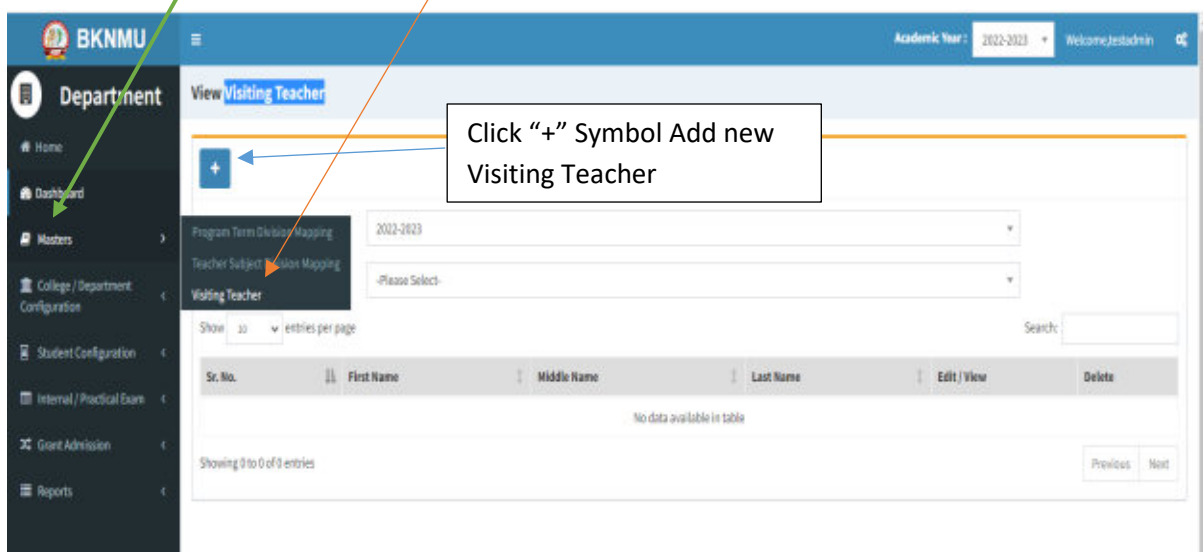 BKNMU
Academic Year : 2022-2023 Welcome,testadmin
Department
View Visiting Teacher
Click “+” Symbol Add new
Visiting Teacher
Home
+
Dashboard
Masters
Program Term Division Mapping
2022-2023
Teacher Subject Division Mapping
-Please Select-
Visiting Teacher
College / Department
Configuration
Show 10 entries per page
Search:
Student Configuration
Sr. No. First Name Middle Name Last Name Edit / View Delete
Internal / Practical Exam
No data available in table
Grant Admission
Showing 0 to 0 of 0 entries
Previous Next
Reports